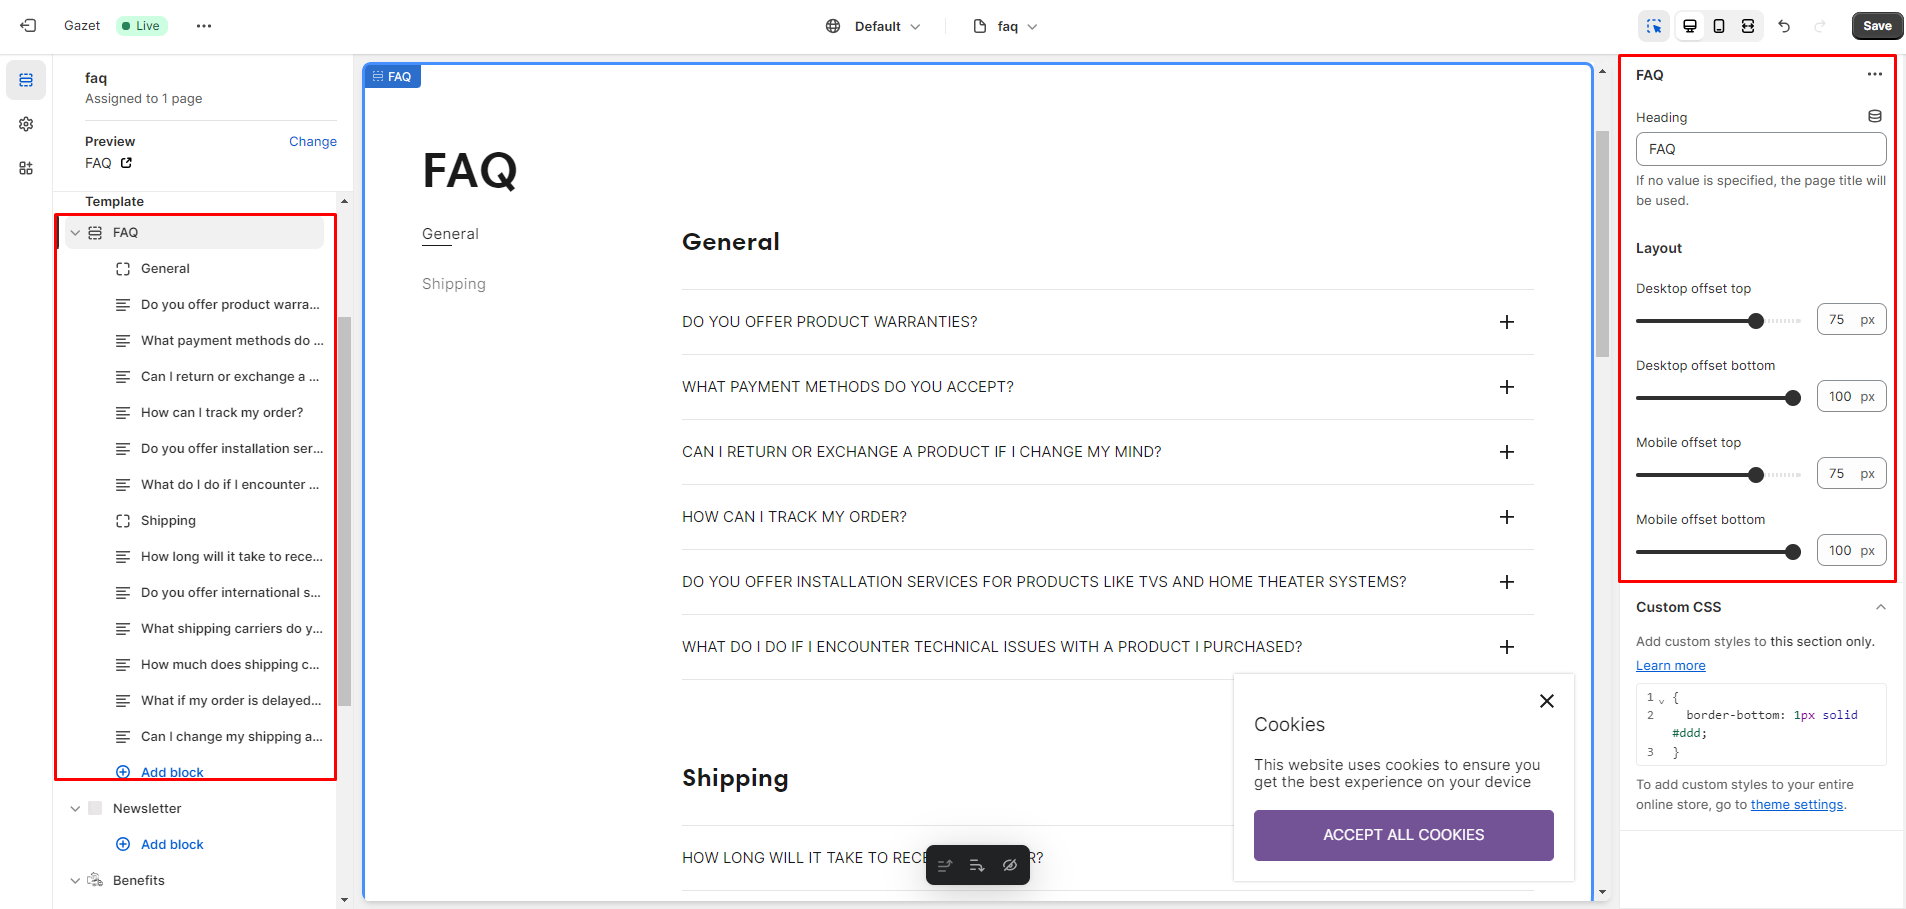 Gazet
Live
Default
faq
Save
faq
Assigned to 1 page
Preview
Change
FAQ
Template
FAQ
General
Do you offer product warra...
What payment methods do ...
Can I return or exchange a ...
How can I track my order?
Do you offer installation ser...
What do I do if I encounter ...
Shipping
How long will it take to rece...
Do you offer international s...
What shipping carriers do y...
How much does shipping c...
What if my order is delayed...
Can I change my shipping a...
Add block
Newsletter
Add block
Benefits
FAQ
FAQ
General
Shipping
General
DO YOU OFFER PRODUCT WARRANTIES?
WHAT PAYMENT METHODS DO YOU ACCEPT?
CAN I RETURN OR EXCHANGE A PRODUCT IF I CHANGE MY MIND?
HOW CAN I TRACK MY ORDER?
DO YOU OFFER INSTALLATION SERVICES FOR PRODUCTS LIKE TVS AND HOME THEATER SYSTEMS?
WHAT DO I DO IF I ENCOUNTER TECHNICAL ISSUES WITH A PRODUCT I PURCHASED?
Shipping
HOW LONG WILL IT TAKE TO RECE R?
Cookies
This website uses cookies to ensure you
get the best experience on your device
ACCEPT ALL COOKIES
FAQ
Heading
FAQ
If no value is specified, the page title will
be used.
Layout
Desktop offset top
75 px
Desktop offset bottom
100 px
Mobile offset top
75 px
Mobile offset bottom
100 px
Custom CSS
Add custom styles to this section only.
Learn more
1 {
2 border-bottom: 1px solid
#ddd;
3 }
To add custom styles to your entire
online store, go to theme settings.